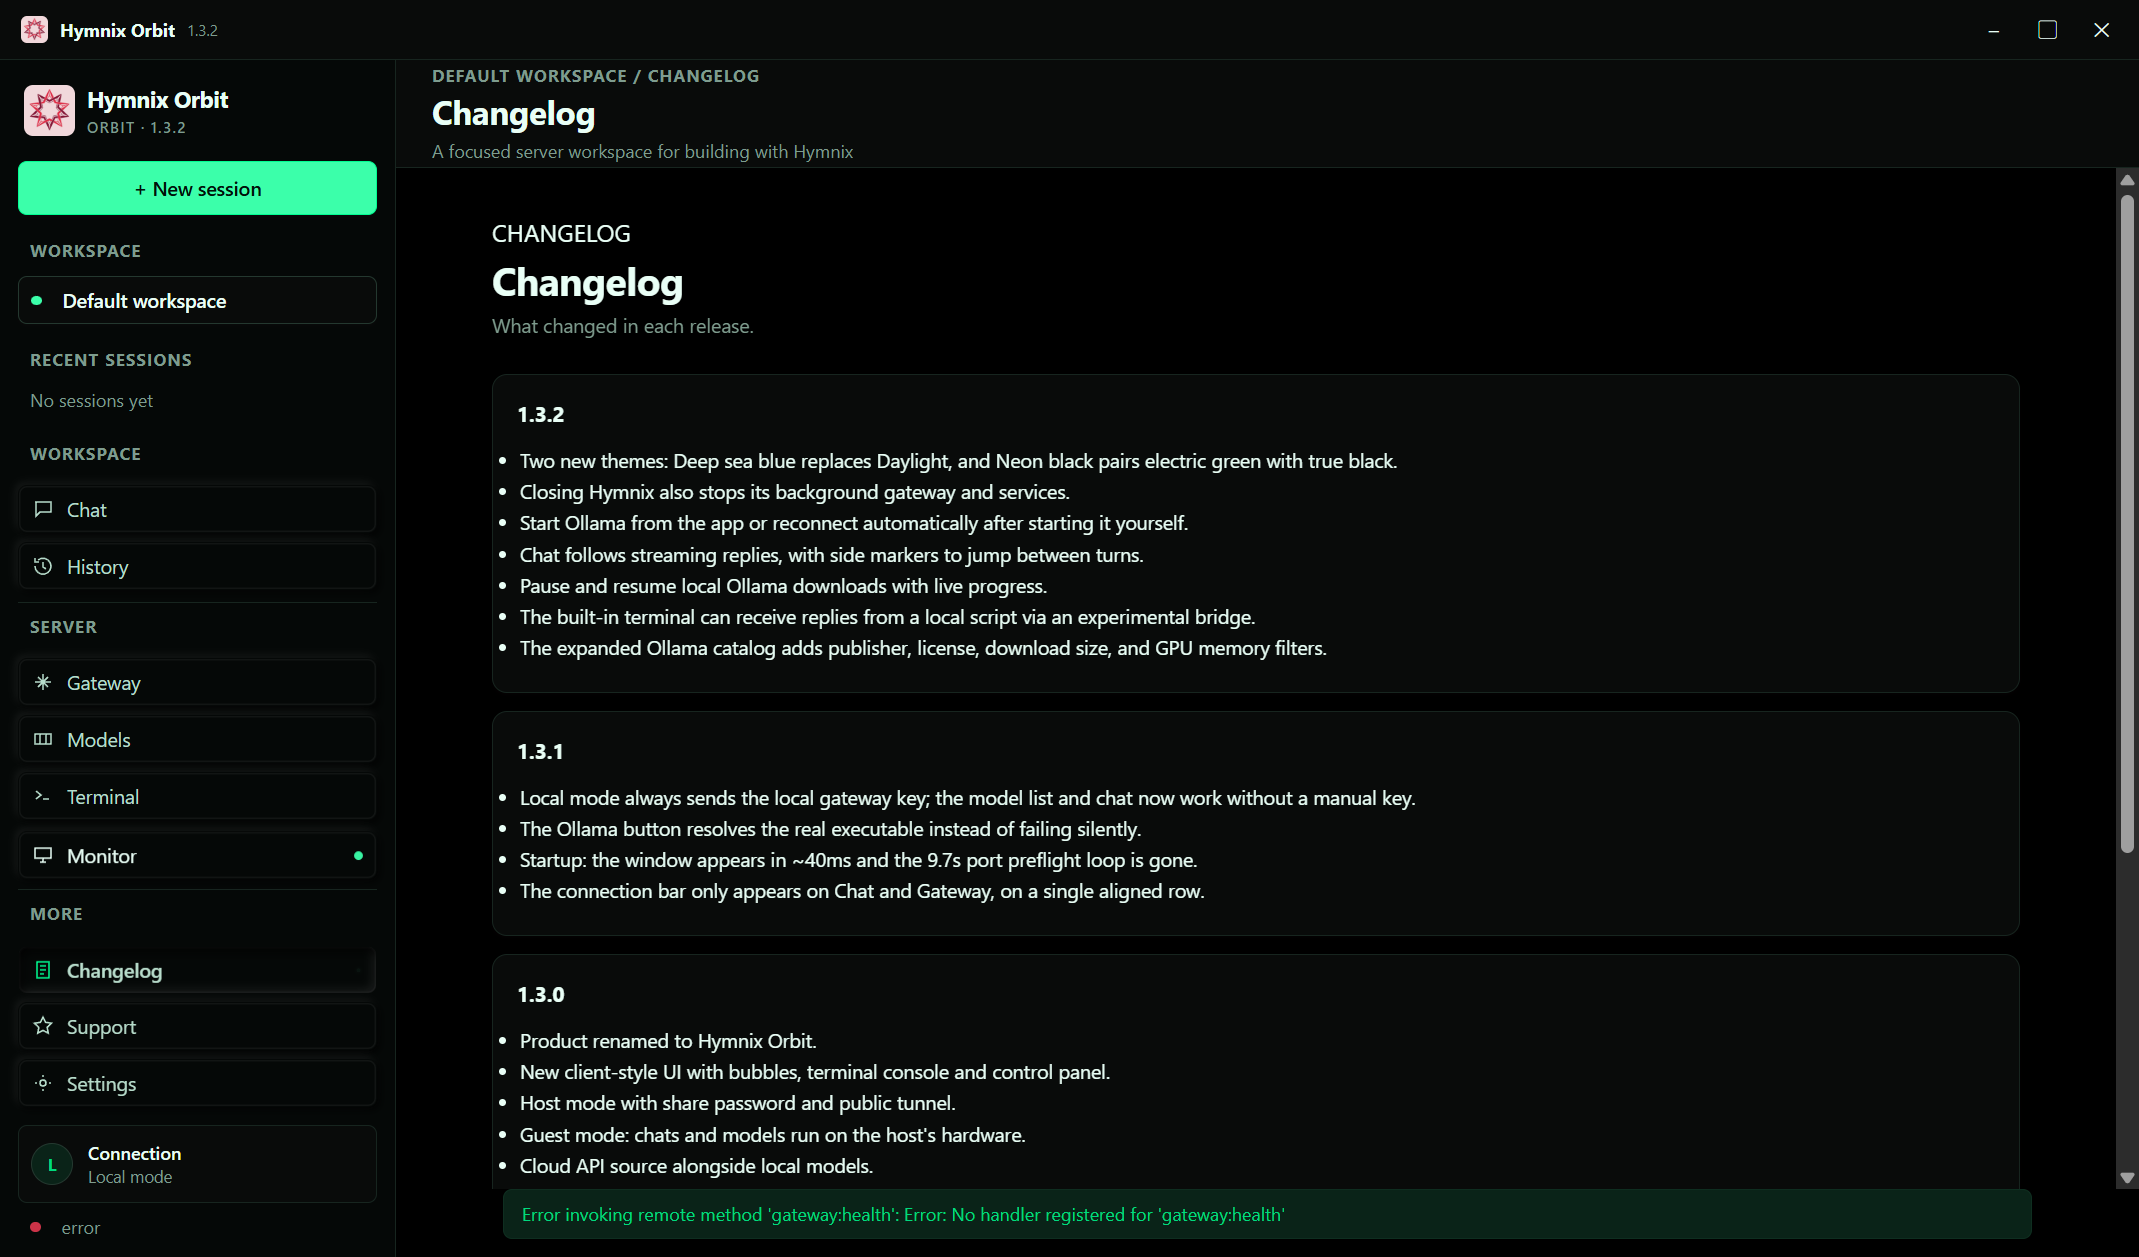 Hymnix Orbit 1.3.2
Hymnix Orbit
ORBIT · 1.3.2
+ New session
WORKSPACE
Default workspace
RECENT SESSIONS
No sessions yet
WORKSPACE
Chat
History
SERVER
Gateway
Models
Terminal
Monitor
MORE
Changelog
Support
Settings
L
Connection
Local mode
error
DEFAULT WORKSPACE / CHANGELOG
Changelog
A focused server workspace for building with Hymnix
CHANGELOG
Changelog
What changed in each release.
1.3.2
• Two new themes: Deep sea blue replaces Daylight, and Neon black pairs electric green with true black.
• Closing Hymnix also stops its background gateway and services.
• Start Ollama from the app or reconnect automatically after starting it yourself.
• Chat follows streaming replies, with side markers to jump between turns.
• Pause and resume local Ollama downloads with live progress.
• The built-in terminal can receive replies from a local script via an experimental bridge.
• The expanded Ollama catalog adds publisher, license, download size, and GPU memory filters.
1.3.1
• Local mode always sends the local gateway key; the model list and chat now work without a manual key.
• The Ollama button resolves the real executable instead of failing silently.
• Startup: the window appears in ~40ms and the 9.7s port preflight loop is gone.
• The connection bar only appears on Chat and Gateway, on a single aligned row.
1.3.0
• Product renamed to Hymnix Orbit.
• New client-style UI with bubbles, terminal console and control panel.
• Host mode with share password and public tunnel.
• Guest mode: chats and models run on the host's hardware.
• Cloud API source alongside local models.
Error invoking remote method 'gateway:health': Error: No handler registered for 'gateway:health'